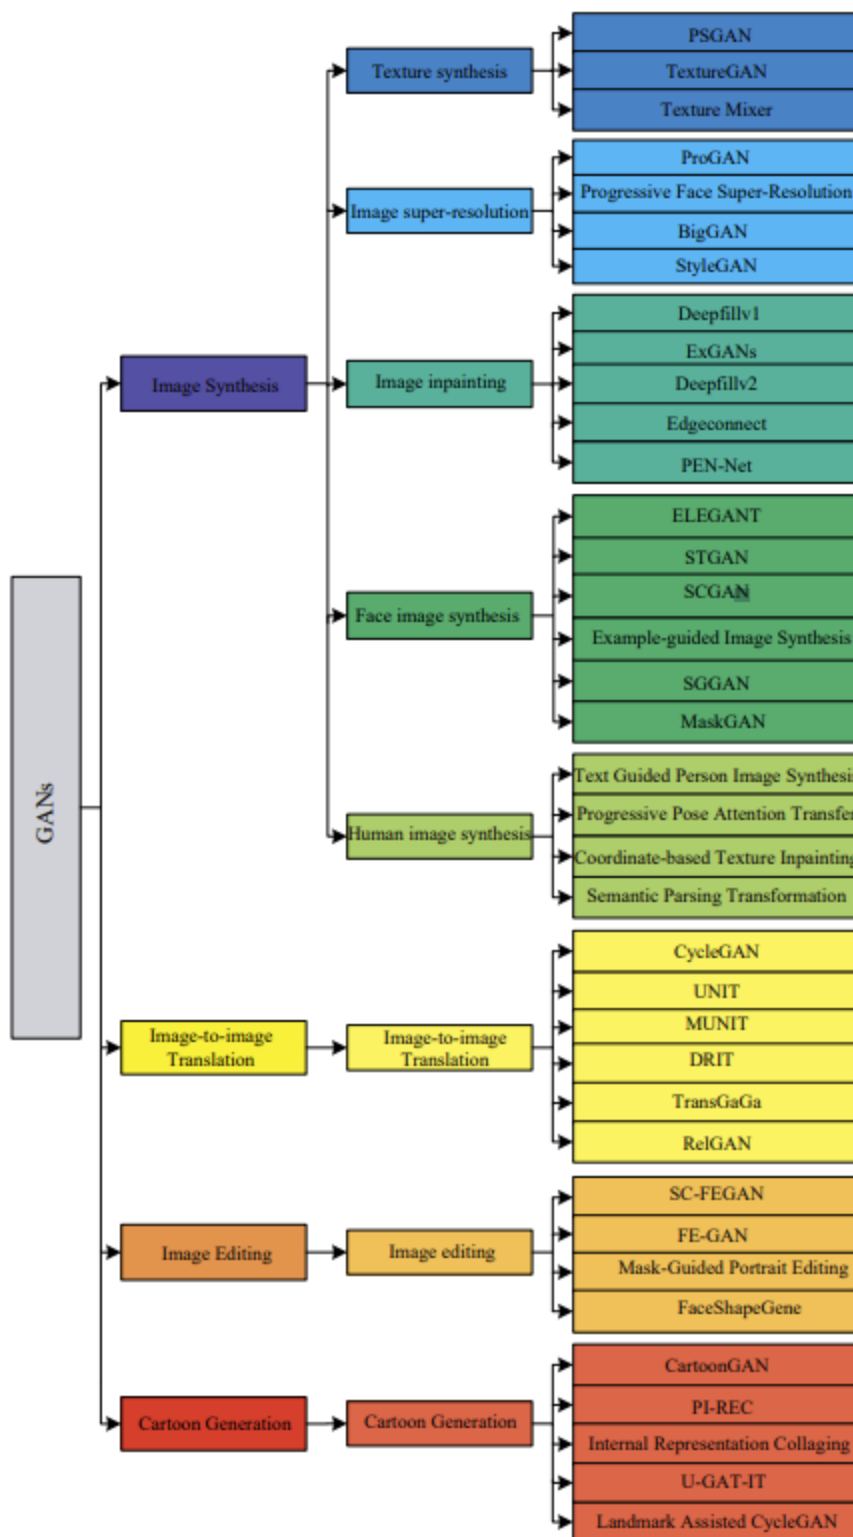 PSGAN
Texture synthesis
TextureGAN
Texture Mixer
ProGAN
Progressive Face Super-Resolution
Image super-resolution
BigGAN
StyleGAN
Deepfillv1
ExGANs
Image Synthesis
Image inpainting
Deepfillv2
Edgeconnect
PEN-Net
ELEGANT
STGAN
SCGAN
Face image synthesis
Example-guided Image Synthesis
SGGAN
MaskGAN
GANs
Text Guided Person Image Synthesis
Progressive Pose Attention Transfer
Human image synthesis
Coordinate-based Texture Inpainting
Semantic Parsing Transformation
CycleGAN
UNIT
MUNIT
Image-to-image
Translation
Image-to-image
Translation
DRIT
TransGaGa
RelGAN
SC-FEGAN
FE-GAN
Image Editing
Image editing
Mask-Guided Portrait Editing
FaceShapeGene
CartoonGAN
PI-REC
Cartoon Generation
Cartoon Generation
Internal Representation Collaging
U-GAT-IT
Landmark Assisted CycleGAN